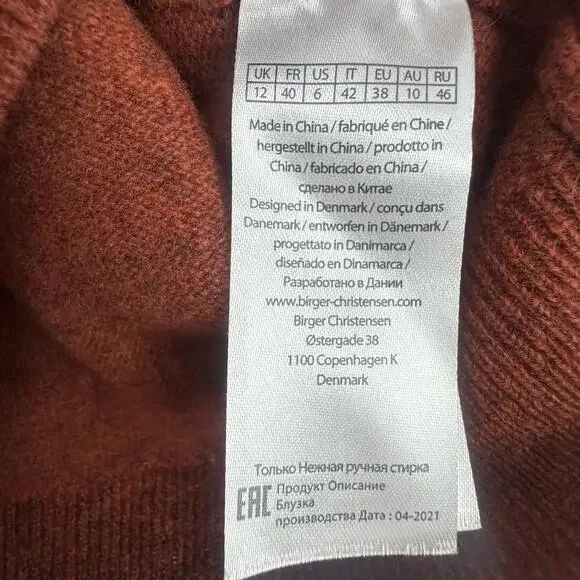 UK FR US IT EU AU RU
12 40 6 42 38 10 46
Made in China / fabriqué en Chine /
hergestellt in China / prodotto in
China / fabricado en China /
сделано в Китае
Designed in Denmark / conçu dans
Danemark / entworfen in Dänemark /
progettato in Danimarca /
diseñado en Dinamarca /
Разработано в Дании
www.birger-christensen.com
Birger Christensen
Østergade 38
1100 Copenhagen K
Denmark
Только Нежная ручная стирка
EAC Продукт Описание
Блузка
производства Дата : 04-2021